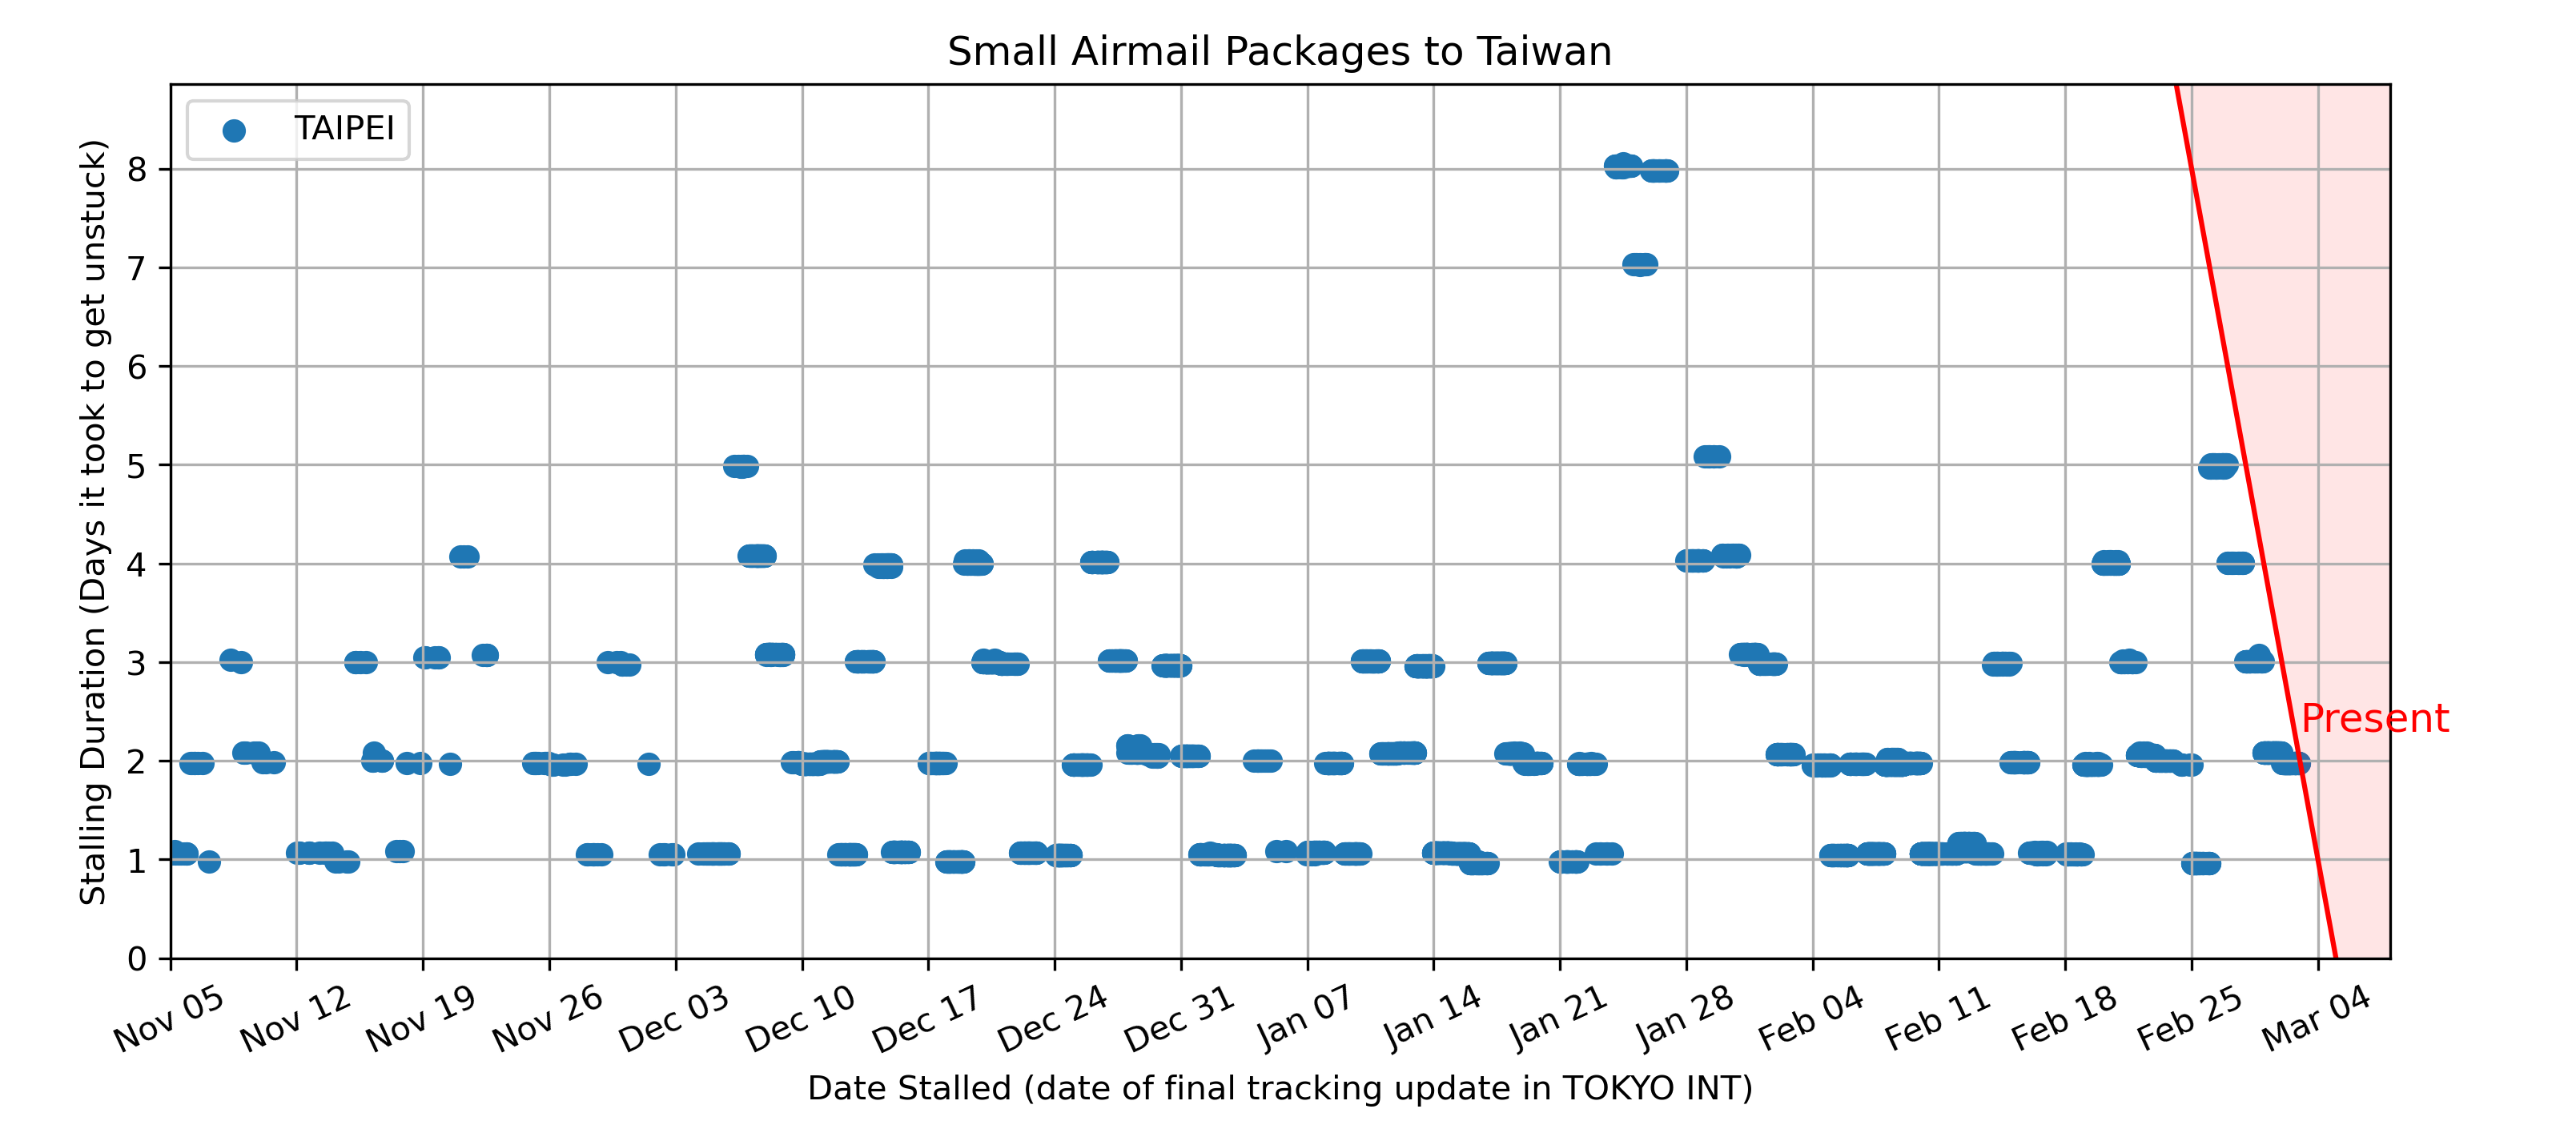 Small Airmail Packages to Taiwan
TAIPEI
Stalling Duration (Days it took to get unstuck)
8
7
6
5
4
3
2
1
0
Present
Nov 05
Nov 12
Nov 19
Nov 26
Dec 03
Dec 10
Dec 17
Dec 24
Dec 31
Jan 07
Jan 14
Jan 21
Jan 28
Feb 04
Feb 11
Feb 18
Feb 25
Mar 04
Date Stalled (date of final tracking update in TOKYO INT)